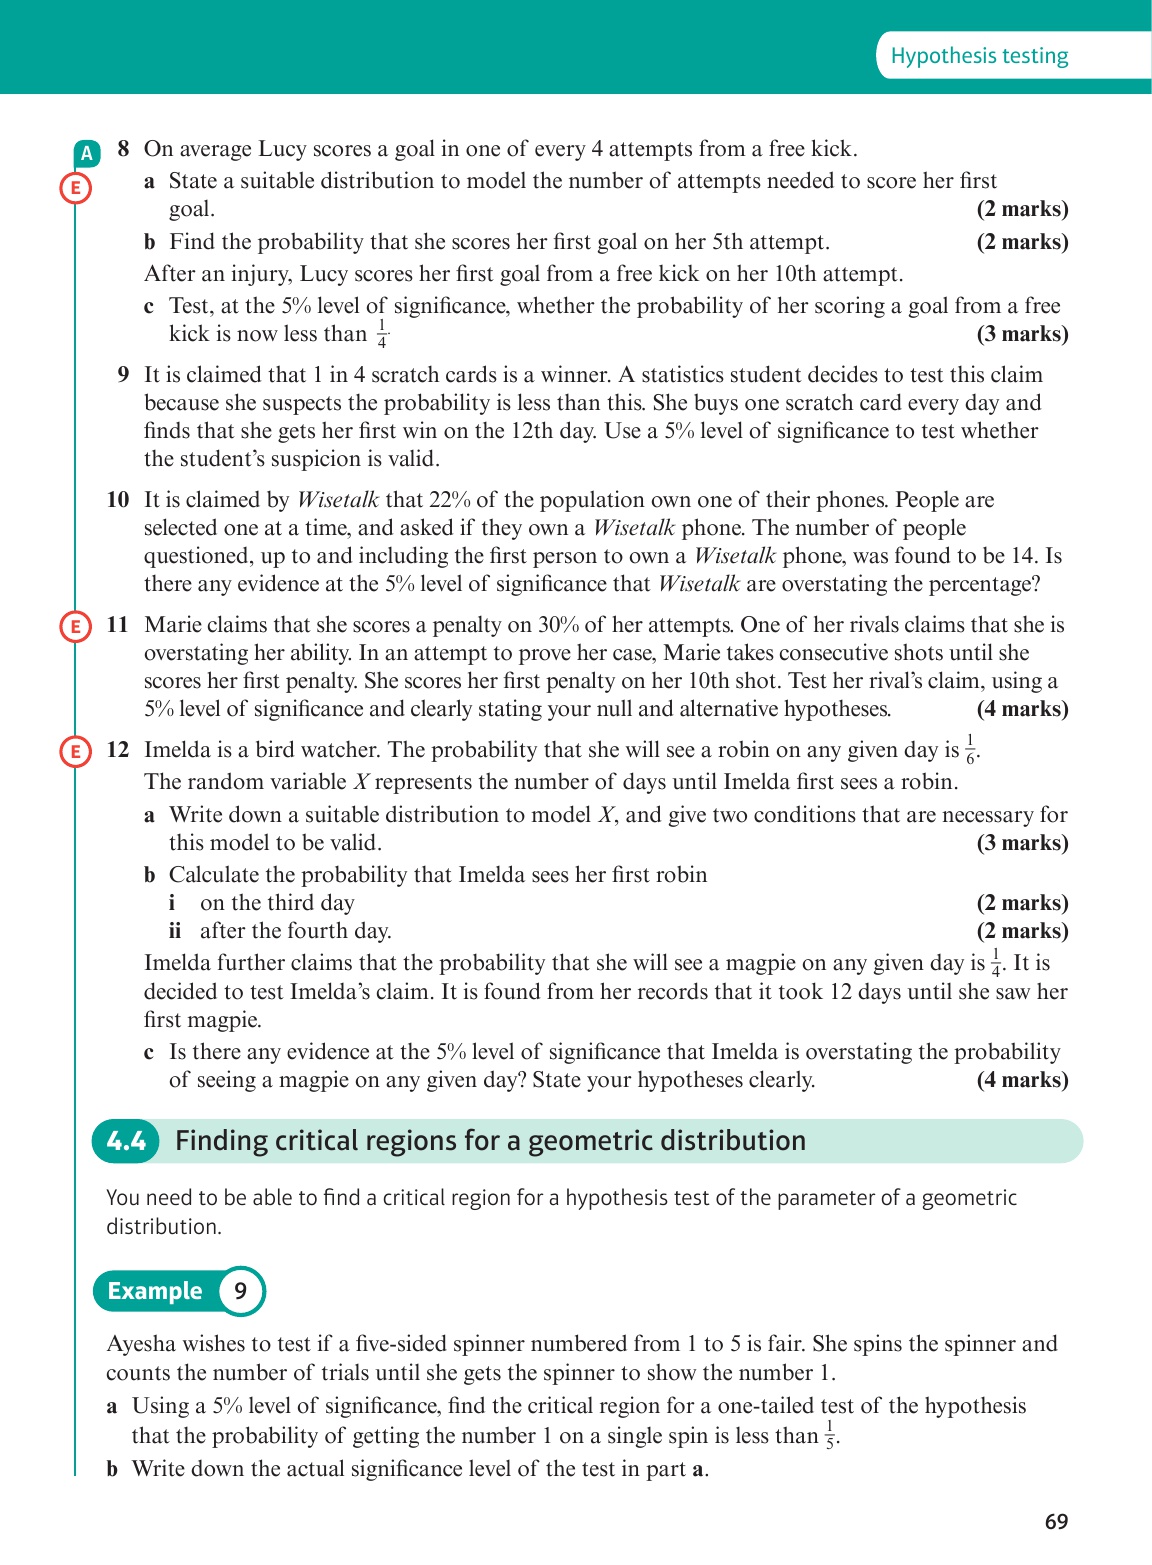 Hypothesis testing
A
8 On average Lucy scores a goal in one of every 4 attempts from a free kick.
E
a State a suitable distribution to model the number of attempts needed to score her first
goal. (2 marks)
b Find the probability that she scores her first goal on her 5th attempt. (2 marks)
After an injury, Lucy scores her first goal from a free kick on her 10th attempt.
c Test, at the 5% level of significance, whether the probability of her scoring a goal from a free
kick is now less than 1/4. (3 marks)
9 It is claimed that 1 in 4 scratch cards is a winner. A statistics student decides to test this claim
because she suspects the probability is less than this. She buys one scratch card every day and
finds that she gets her first win on the 12th day. Use a 5% level of significance to test whether
the student's suspicion is valid.
10 It is claimed by Wisetalk that 22% of the population own one of their phones. People are
selected one at a time, and asked if they own a Wisetalk phone. The number of people
questioned, up to and including the first person to own a Wisetalk phone, was found to be 14. Is
there any evidence at the 5% level of significance that Wisetalk are overstating the percentage?
E
11 Marie claims that she scores a penalty on 30% of her attempts. One of her rivals claims that she is
overstating her ability. In an attempt to prove her case, Marie takes consecutive shots until she
scores her first penalty. She scores her first penalty on her 10th shot. Test her rival's claim, using a
5% level of significance and clearly stating your null and alternative hypotheses. (4 marks)
E
12 Imelda is a bird watcher. The probability that she will see a robin on any given day is 1/6.
The random variable X represents the number of days until Imelda first sees a robin.
a Write down a suitable distribution to model X, and give two conditions that are necessary for
this model to be valid. (3 marks)
b Calculate the probability that Imelda sees her first robin
i on the third day (2 marks)
ii after the fourth day. (2 marks)
Imelda further claims that the probability that she will see a magpie on any given day is 1/4. It is
decided to test Imelda's claim. It is found from her records that it took 12 days until she saw her
first magpie.
c Is there any evidence at the 5% level of significance that Imelda is overstating the probability
of seeing a magpie on any given day? State your hypotheses clearly. (4 marks)
4.4 Finding critical regions for a geometric distribution
You need to be able to find a critical region for a hypothesis test of the parameter of a geometric
distribution.
Example 9
Ayesha wishes to test if a five-sided spinner numbered from 1 to 5 is fair. She spins the spinner and
counts the number of trials until she gets the spinner to show the number 1.
a Using a 5% level of significance, find the critical region for a one-tailed test of the hypothesis
that the probability of getting the number 1 on a single spin is less than 1/5.
b Write down the actual significance level of the test in part a.
69